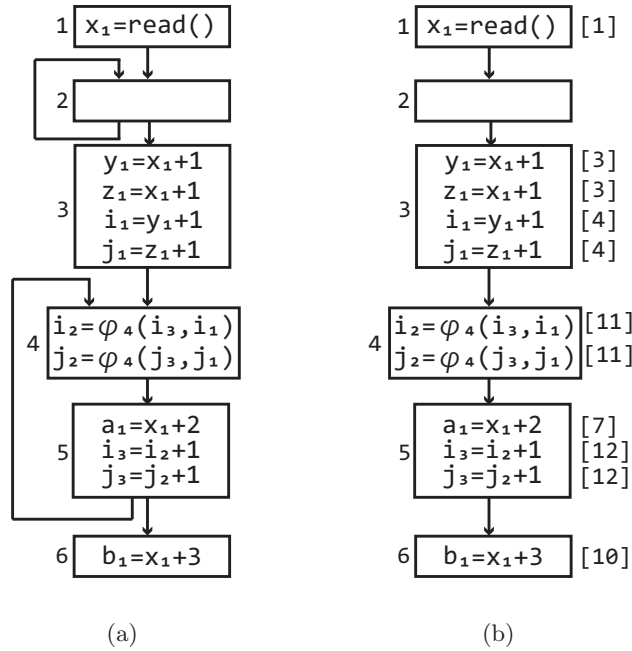 1 x₁=read()
2
3
y₁=x₁+1
z₁=x₁+1
i₁=y₁+1
j₁=z₁+1
4
i₂=φ₄(i₃,i₁)
j₂=φ₄(j₃,j₁)
5
a₁=x₁+2
i₃=i₂+1
j₃=j₂+1
6 b₁=x₁+3
(a)
1 x₁=read() [1]
2
3
y₁=x₁+1 [3]
z₁=x₁+1 [3]
i₁=y₁+1 [4]
j₁=z₁+1 [4]
4
i₂=φ₄(i₃,i₁) [11]
j₂=φ₄(j₃,j₁) [11]
5
a₁=x₁+2 [7]
i₃=i₂+1 [12]
j₃=j₂+1 [12]
6 b₁=x₁+3 [10]
(b)